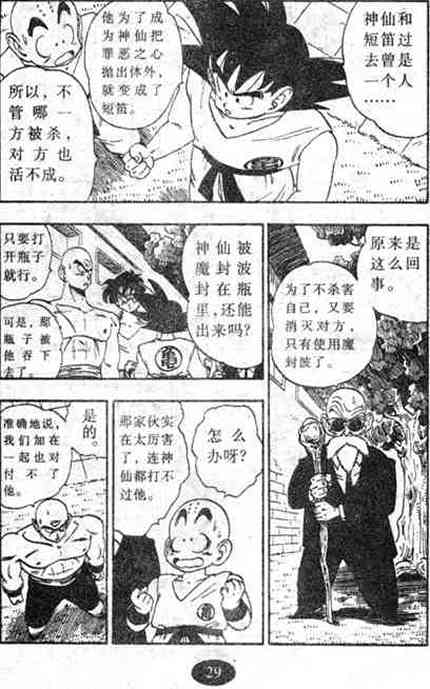 神仙和
短笛过
去曾是
一个人
……
他为了成
为神仙把
罪恶之心
抛出体外,
就变成了
短笛。
所以,不
管哪一
方被杀,
对方也
活不成。
亀
神仙被
魔封波
封在瓶
里,还能
出来吗?
只要打
开瓶子
就行。
可是,那
瓶子被
他吞下
去了。
亀
原来是
这么回
事。
为了不杀害
自己,又要
消灭对方,
只有使用魔
封波了。
怎么
办呀?
那家伙实
在太厉害
了,连神
仙都打不
过他。
亀
是的。
准确地说,
我们加在
一起也对
付不了
他。
29